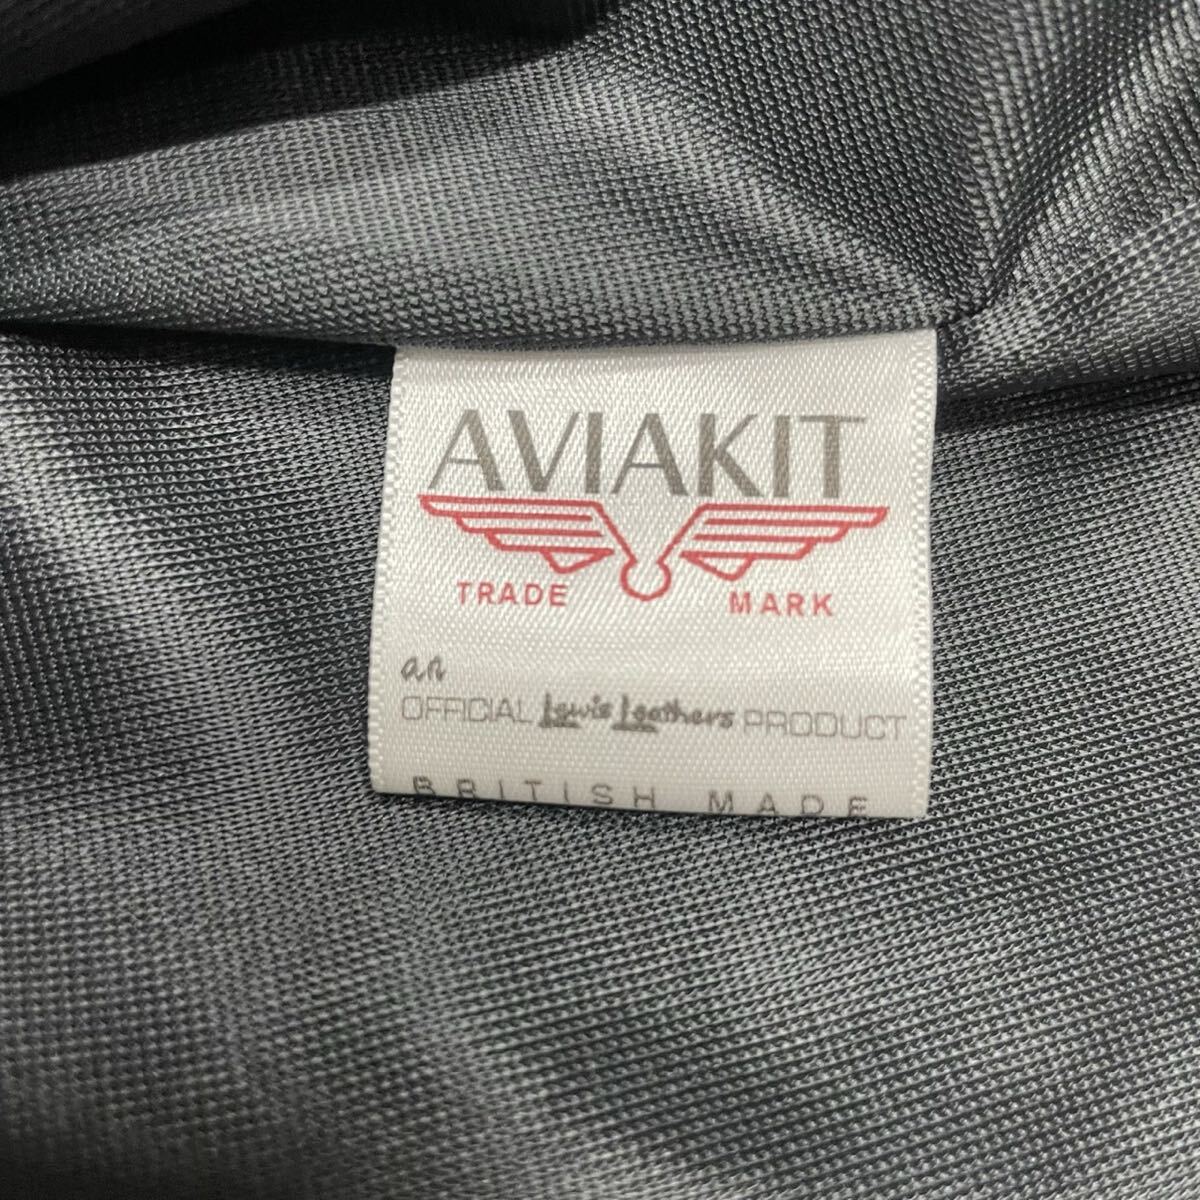 AVIAKIT
TRADE MARK
an
OFFICIAL Lewis Leathers PRODUCT
BRITISH MADE